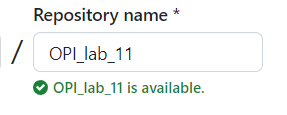 Repository name *
/ OPI_lab_11
OPI_lab_11 is available.